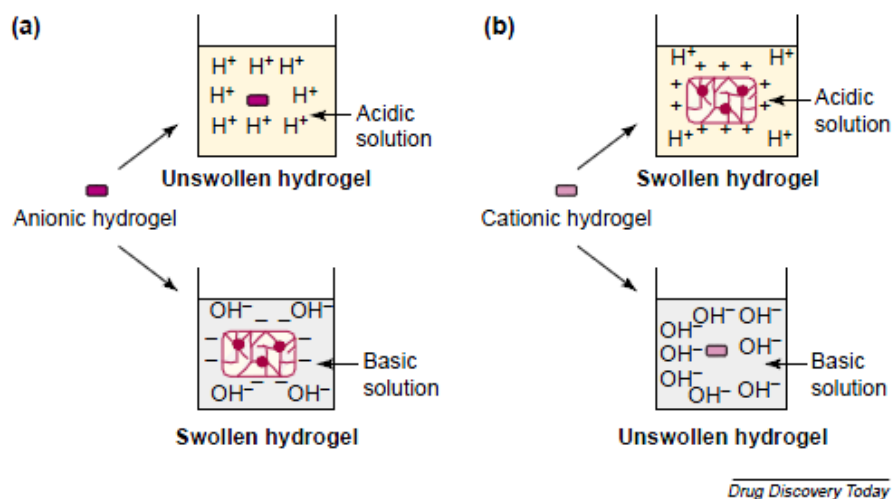 (a)
H⁺ H⁺ H⁺
H⁺ H⁺
H⁺ H⁺ H⁺
Acidic
solution
Unswollen hydrogel
Anionic hydrogel
OH⁻ – – OH⁻
– –
– –
– –
OH⁻ OH⁻
Basic
solution
Swollen hydrogel
(b)
H⁺ + + + H⁺
+ +
+ +
H⁺ + + + + H⁺
Acidic
solution
Swollen hydrogel
Cationic hydrogel
OH⁻ OH⁻
OH⁻
OH⁻ OH⁻
OH⁻
OH⁻ OH⁻
Basic
solution
Unswollen hydrogel
Drug Discovery Today